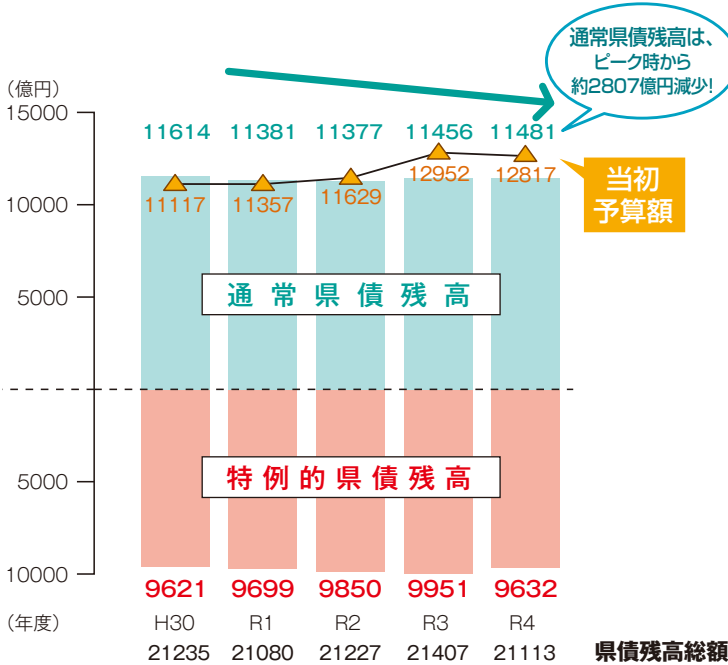 通常県債残高は、
ピーク時から
約2807億円減少!
(億円)
15000
11614 11381 11377 11456 11481
12952 12817
11117 11357 11629
当初
予算額
10000
5000
通常県債残高
5000
特例的県債残高
10000
9621 9699 9850 9951 9632
(年度) H30 R1 R2 R3 R4
21235 21080 21227 21407 21113 県債残高総額